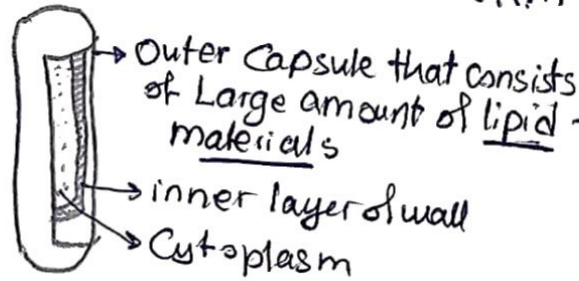 Outer Capsule that consists
of Large amount of lipid
materials
inner layer of wall
Cytoplasm